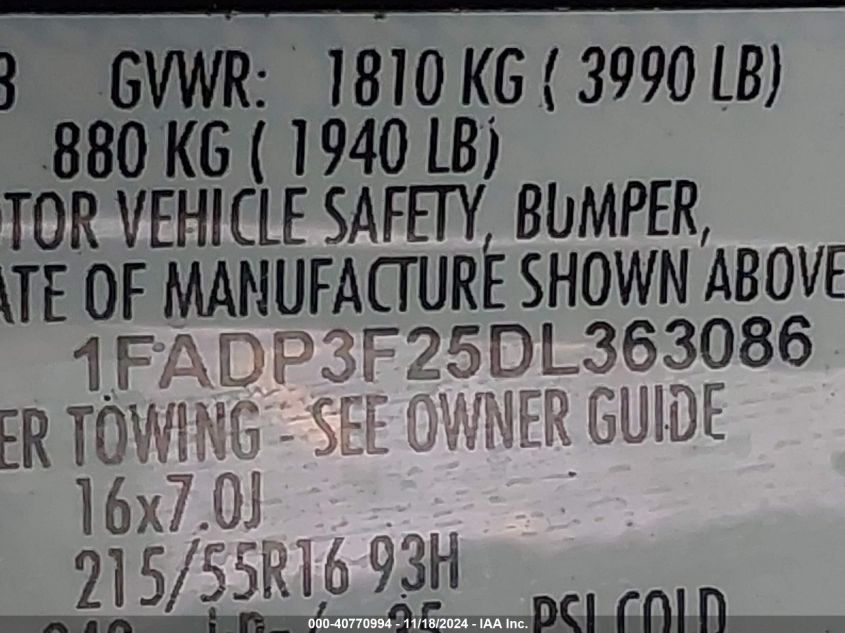 GVWR: 1810 KG ( 3990 LB)
880 KG ( 1940 LB)
OTOR VEHICLE SAFETY, BUMPER,
ATE OF MANUFACTURE SHOWN ABOVE
1FADP3F25DL363086
ER TOWING - SEE OWNER GUIDE
16x7.0J
215/55R16 93H
PSI COLD
000-40770994 - 11/18/2024 - IAA Inc.